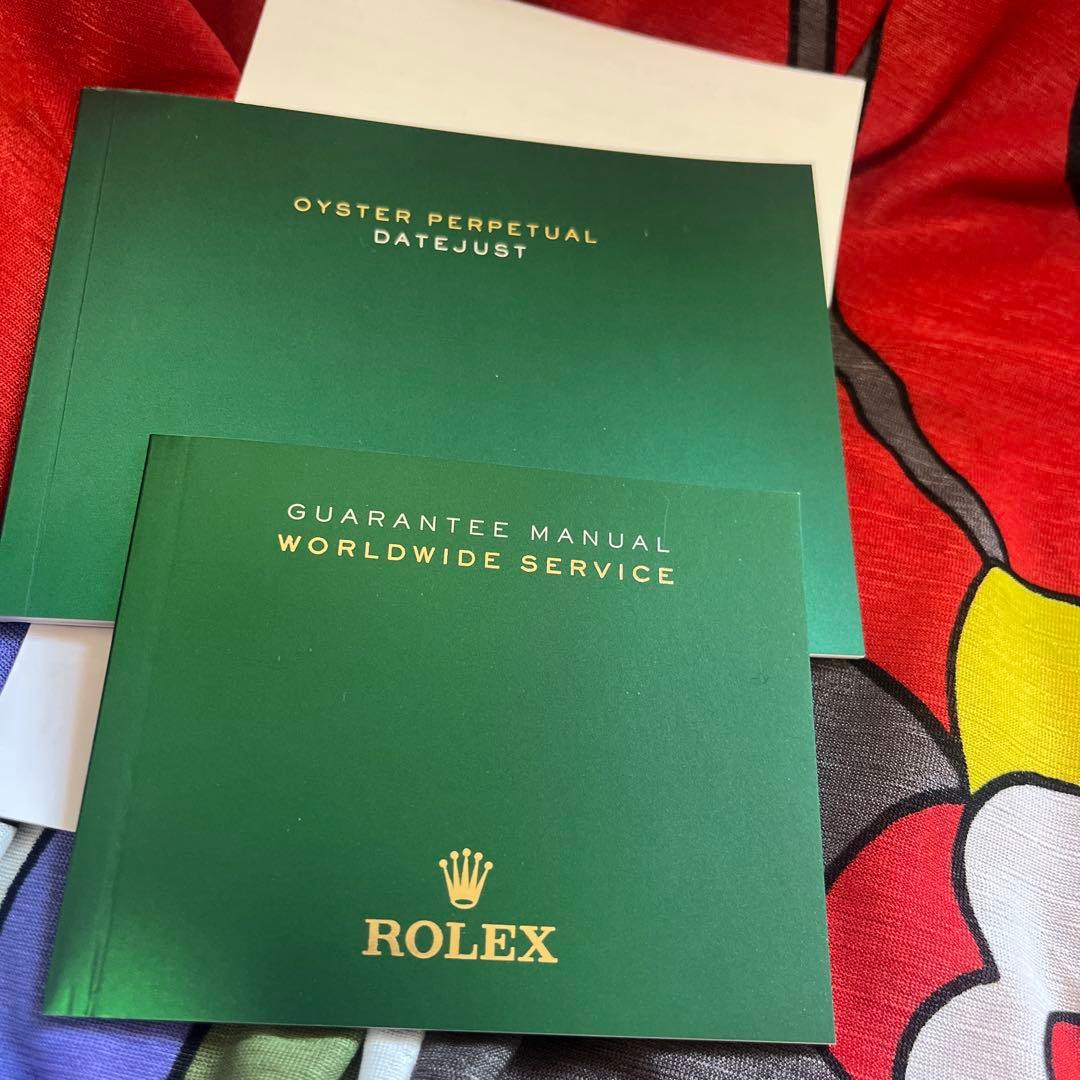 OYSTER PERPETUAL
DATEJUST
GUARANTEE MANUAL
WORLDWIDE SERVICE
ROLEX